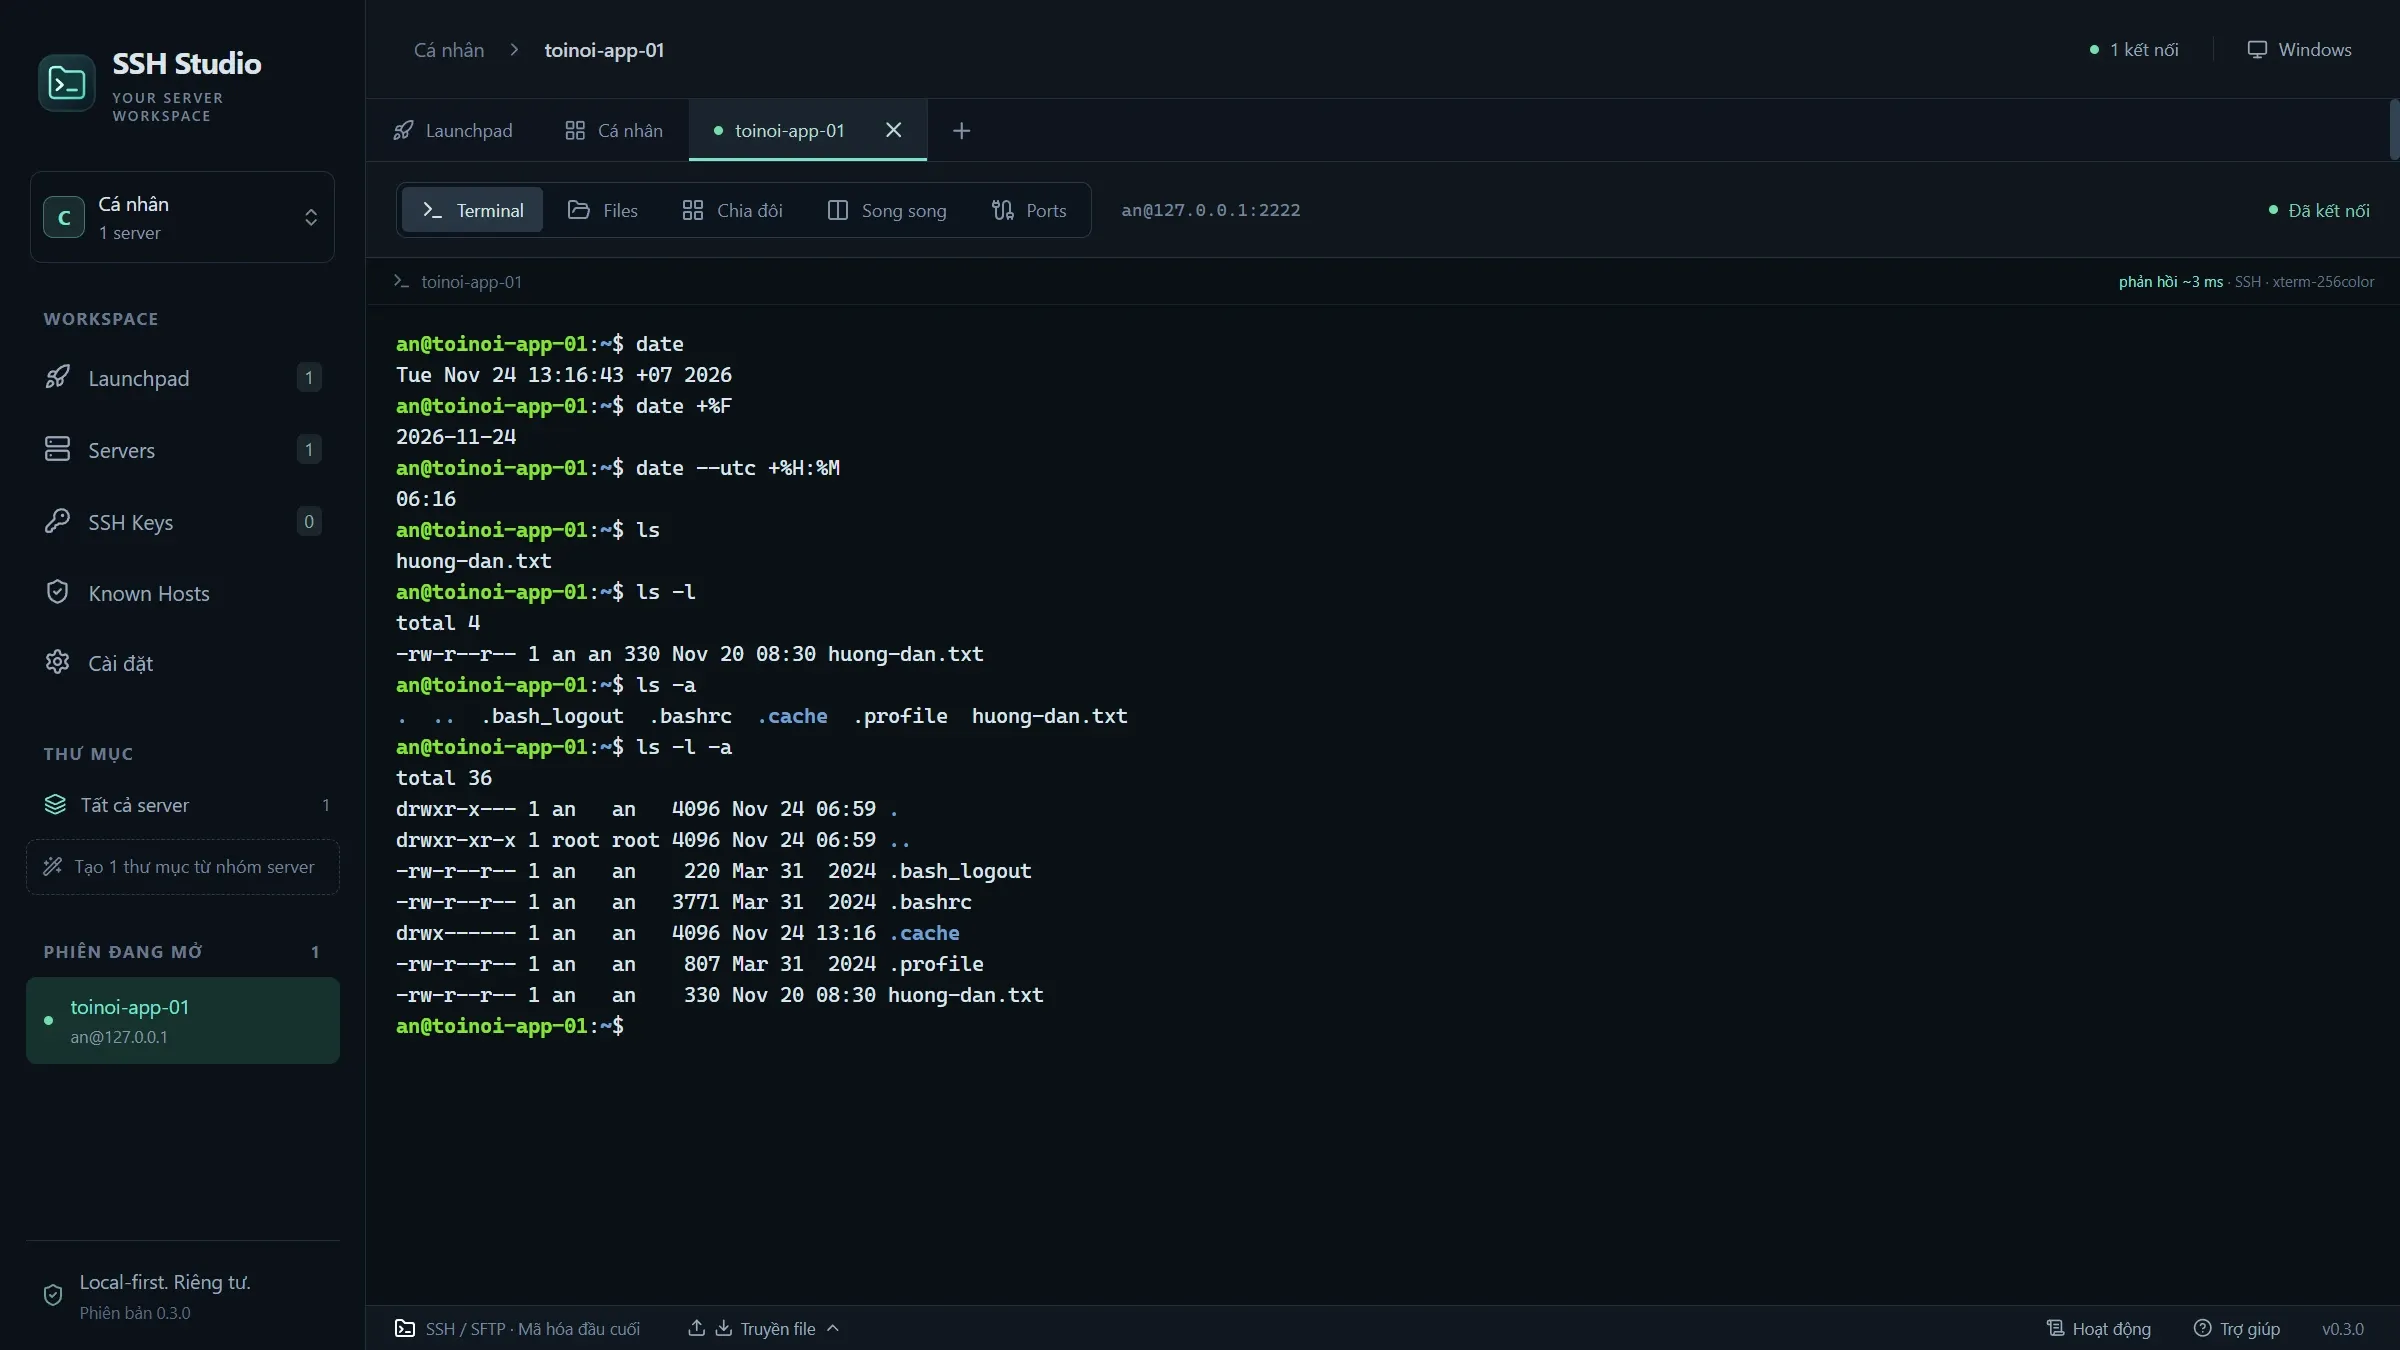 SSH Studio
YOUR SERVER
WORKSPACE
C
Cá nhân
1 server
WORKSPACE
Launchpad 1
Servers 1
SSH Keys 0
Known Hosts
Cài đặt
THƯ MỤC
Tất cả server 1
Tạo 1 thư mục từ nhóm server
PHIÊN ĐANG MỞ 1
toinoi-app-01
an@127.0.0.1
Local-first. Riêng tư.
Phiên bản 0.3.0
Cá nhân > toinoi-app-01
1 kết nối
Windows
Launchpad
Cá nhân
toinoi-app-01
Terminal
Files
Chia đôi
Song song
Ports
an@127.0.0.1:2222
Đã kết nối
toinoi-app-01
phản hồi ~3 ms · SSH · xterm-256color
an@toinoi-app-01:~$ date
Tue Nov 24 13:16:43 +07 2026
an@toinoi-app-01:~$ date +%F
2026-11-24
an@toinoi-app-01:~$ date --utc +%H:%M
06:16
an@toinoi-app-01:~$ ls
huong-dan.txt
an@toinoi-app-01:~$ ls -l
total 4
-rw-r--r-- 1 an an 330 Nov 20 08:30 huong-dan.txt
an@toinoi-app-01:~$ ls -a
.  ..  .bash_logout  .bashrc  .cache  .profile  huong-dan.txt
an@toinoi-app-01:~$ ls -l -a
total 36
drwxr-x--- 1 an   an   4096 Nov 24 06:59 .
drwxr-xr-x 1 root root 4096 Nov 24 06:59 ..
-rw-r--r-- 1 an   an    220 Mar 31  2024 .bash_logout
-rw-r--r-- 1 an   an   3771 Mar 31  2024 .bashrc
drwx------ 1 an   an   4096 Nov 24 13:16 .cache
-rw-r--r-- 1 an   an    807 Mar 31  2024 .profile
-rw-r--r-- 1 an   an    330 Nov 20 08:30 huong-dan.txt
an@toinoi-app-01:~$
SSH / SFTP · Mã hóa đầu cuối
Truyền file
Hoạt động
Trợ giúp
v0.3.0